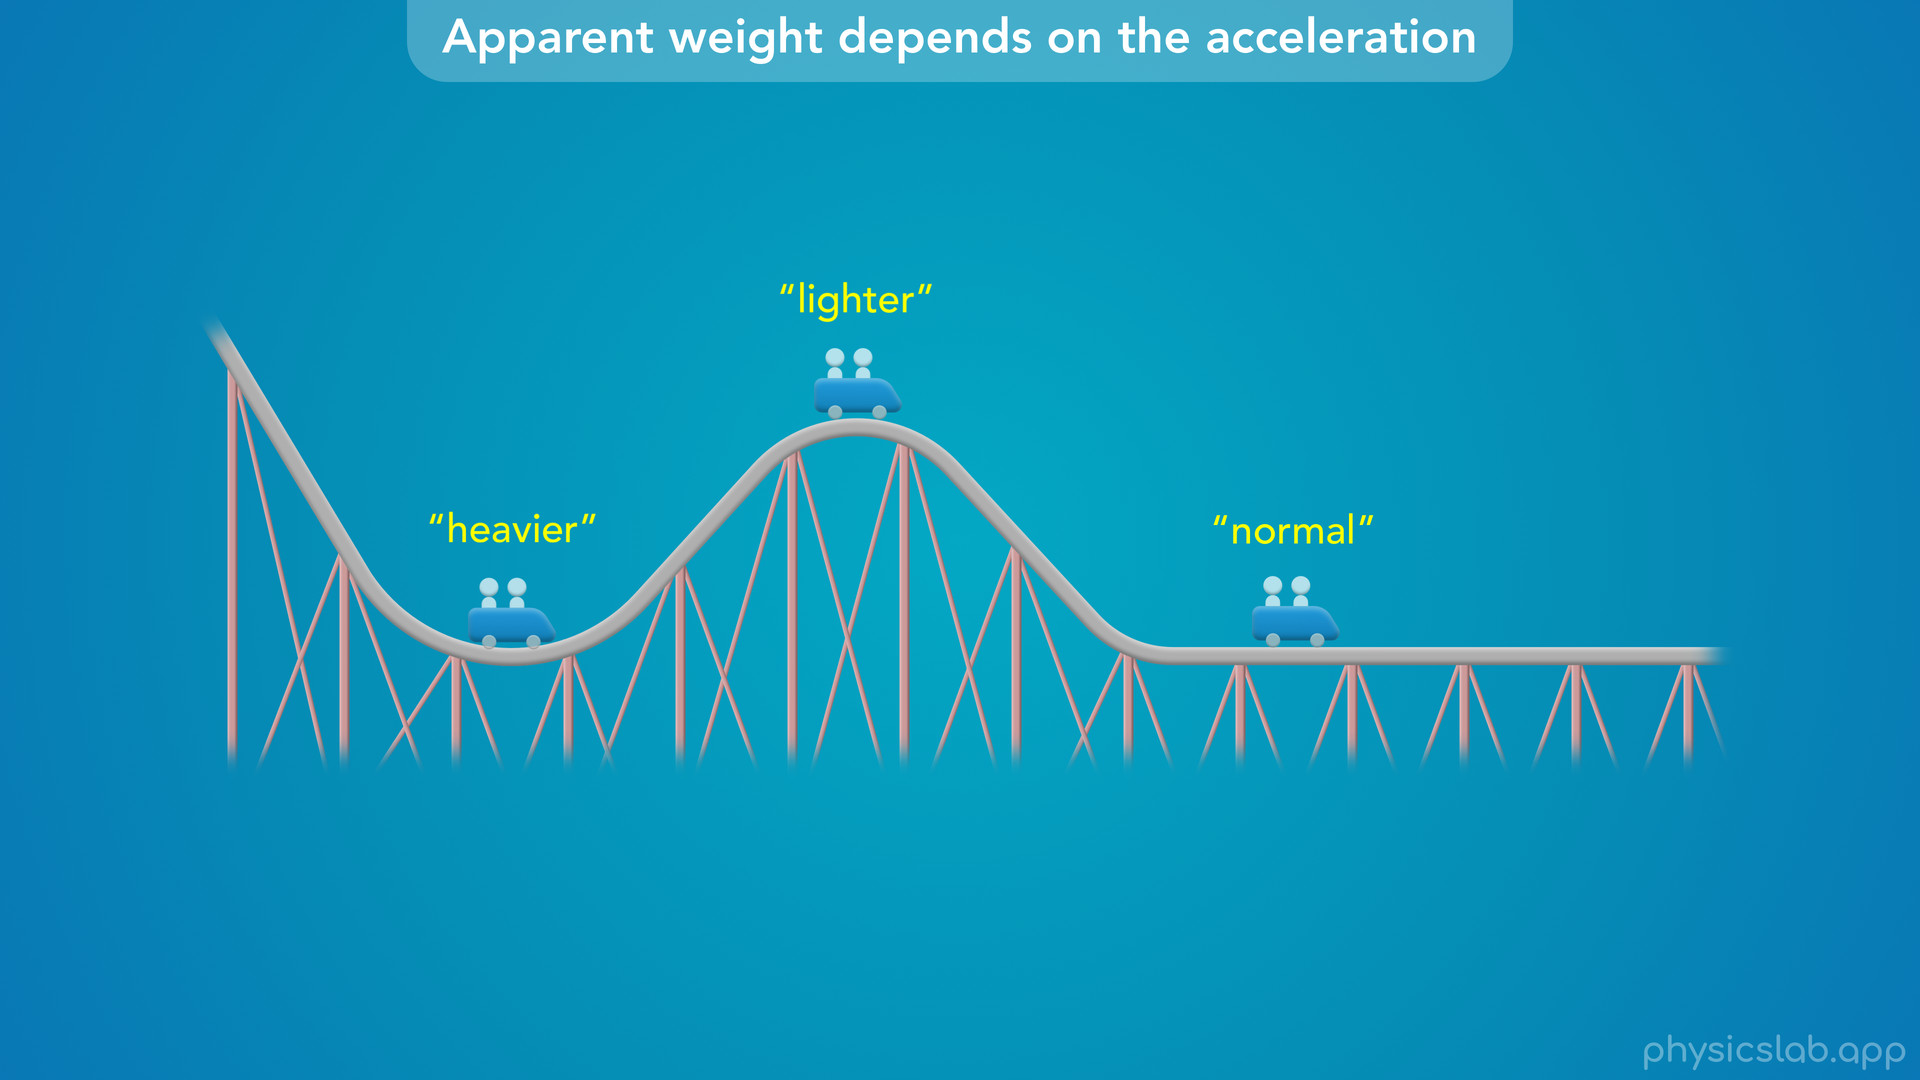 Apparent weight depends on the acceleration
“lighter”
“heavier”
“normal”
physicslab.app